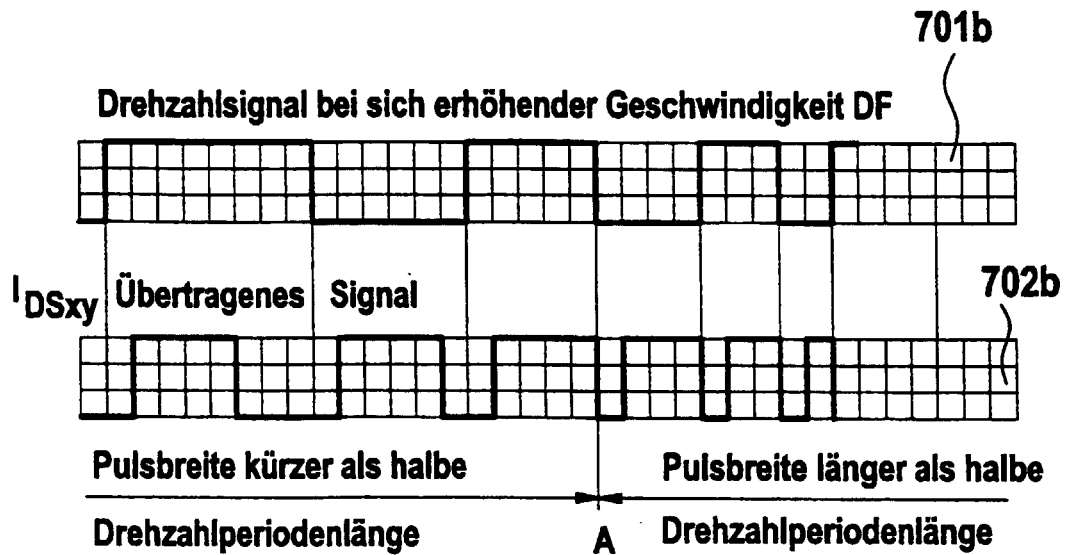 701b
Drehzahlsignal bei sich erhöhender Geschwindigkeit DF
I DSxy Übertragenes Signal
702b
Pulsbreite kürzer als halbe Drehzahlperiodenlänge
A
Pulsbreite länger als halbe Drehzahlperiodenlänge